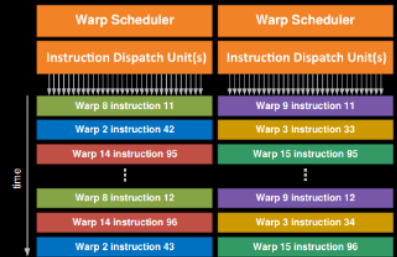 Warp Scheduler
Warp Scheduler
Instruction Dispatch Unit(s)
Instruction Dispatch Unit(s)
time
Warp 8 instruction 11
Warp 9 instruction 11
Warp 2 instruction 42
Warp 3 instruction 33
Warp 14 instruction 95
Warp 15 instruction 95
Warp 8 instruction 12
Warp 9 instruction 12
Warp 14 instruction 96
Warp 3 instruction 34
Warp 2 instruction 43
Warp 15 instruction 96